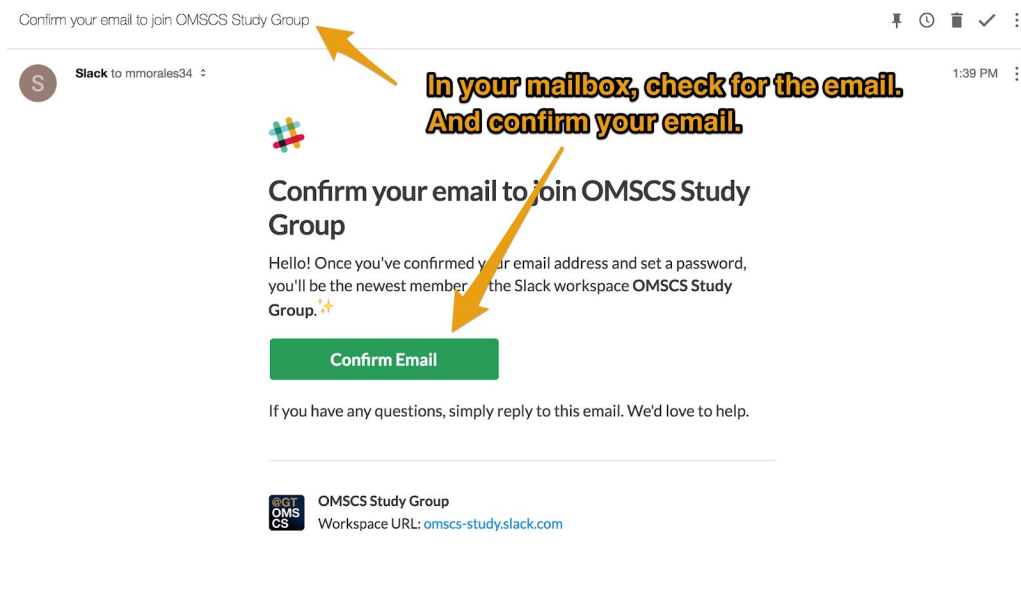 Confirm your email to join OMSCS Study Group
S
Slack to mmorales34
1:39 PM
In your mailbox, check for the email.
And confirm your email.
Confirm your email to join OMSCS Study
Group
Hello! Once you've confirmed your email address and set a password,
you'll be the newest member of the Slack workspace OMSCS Study
Group.✨
Confirm Email
If you have any questions, simply reply to this email. We'd love to help.
@GT
OMS
CS
OMSCS Study Group
Workspace URL: omscs-study.slack.com